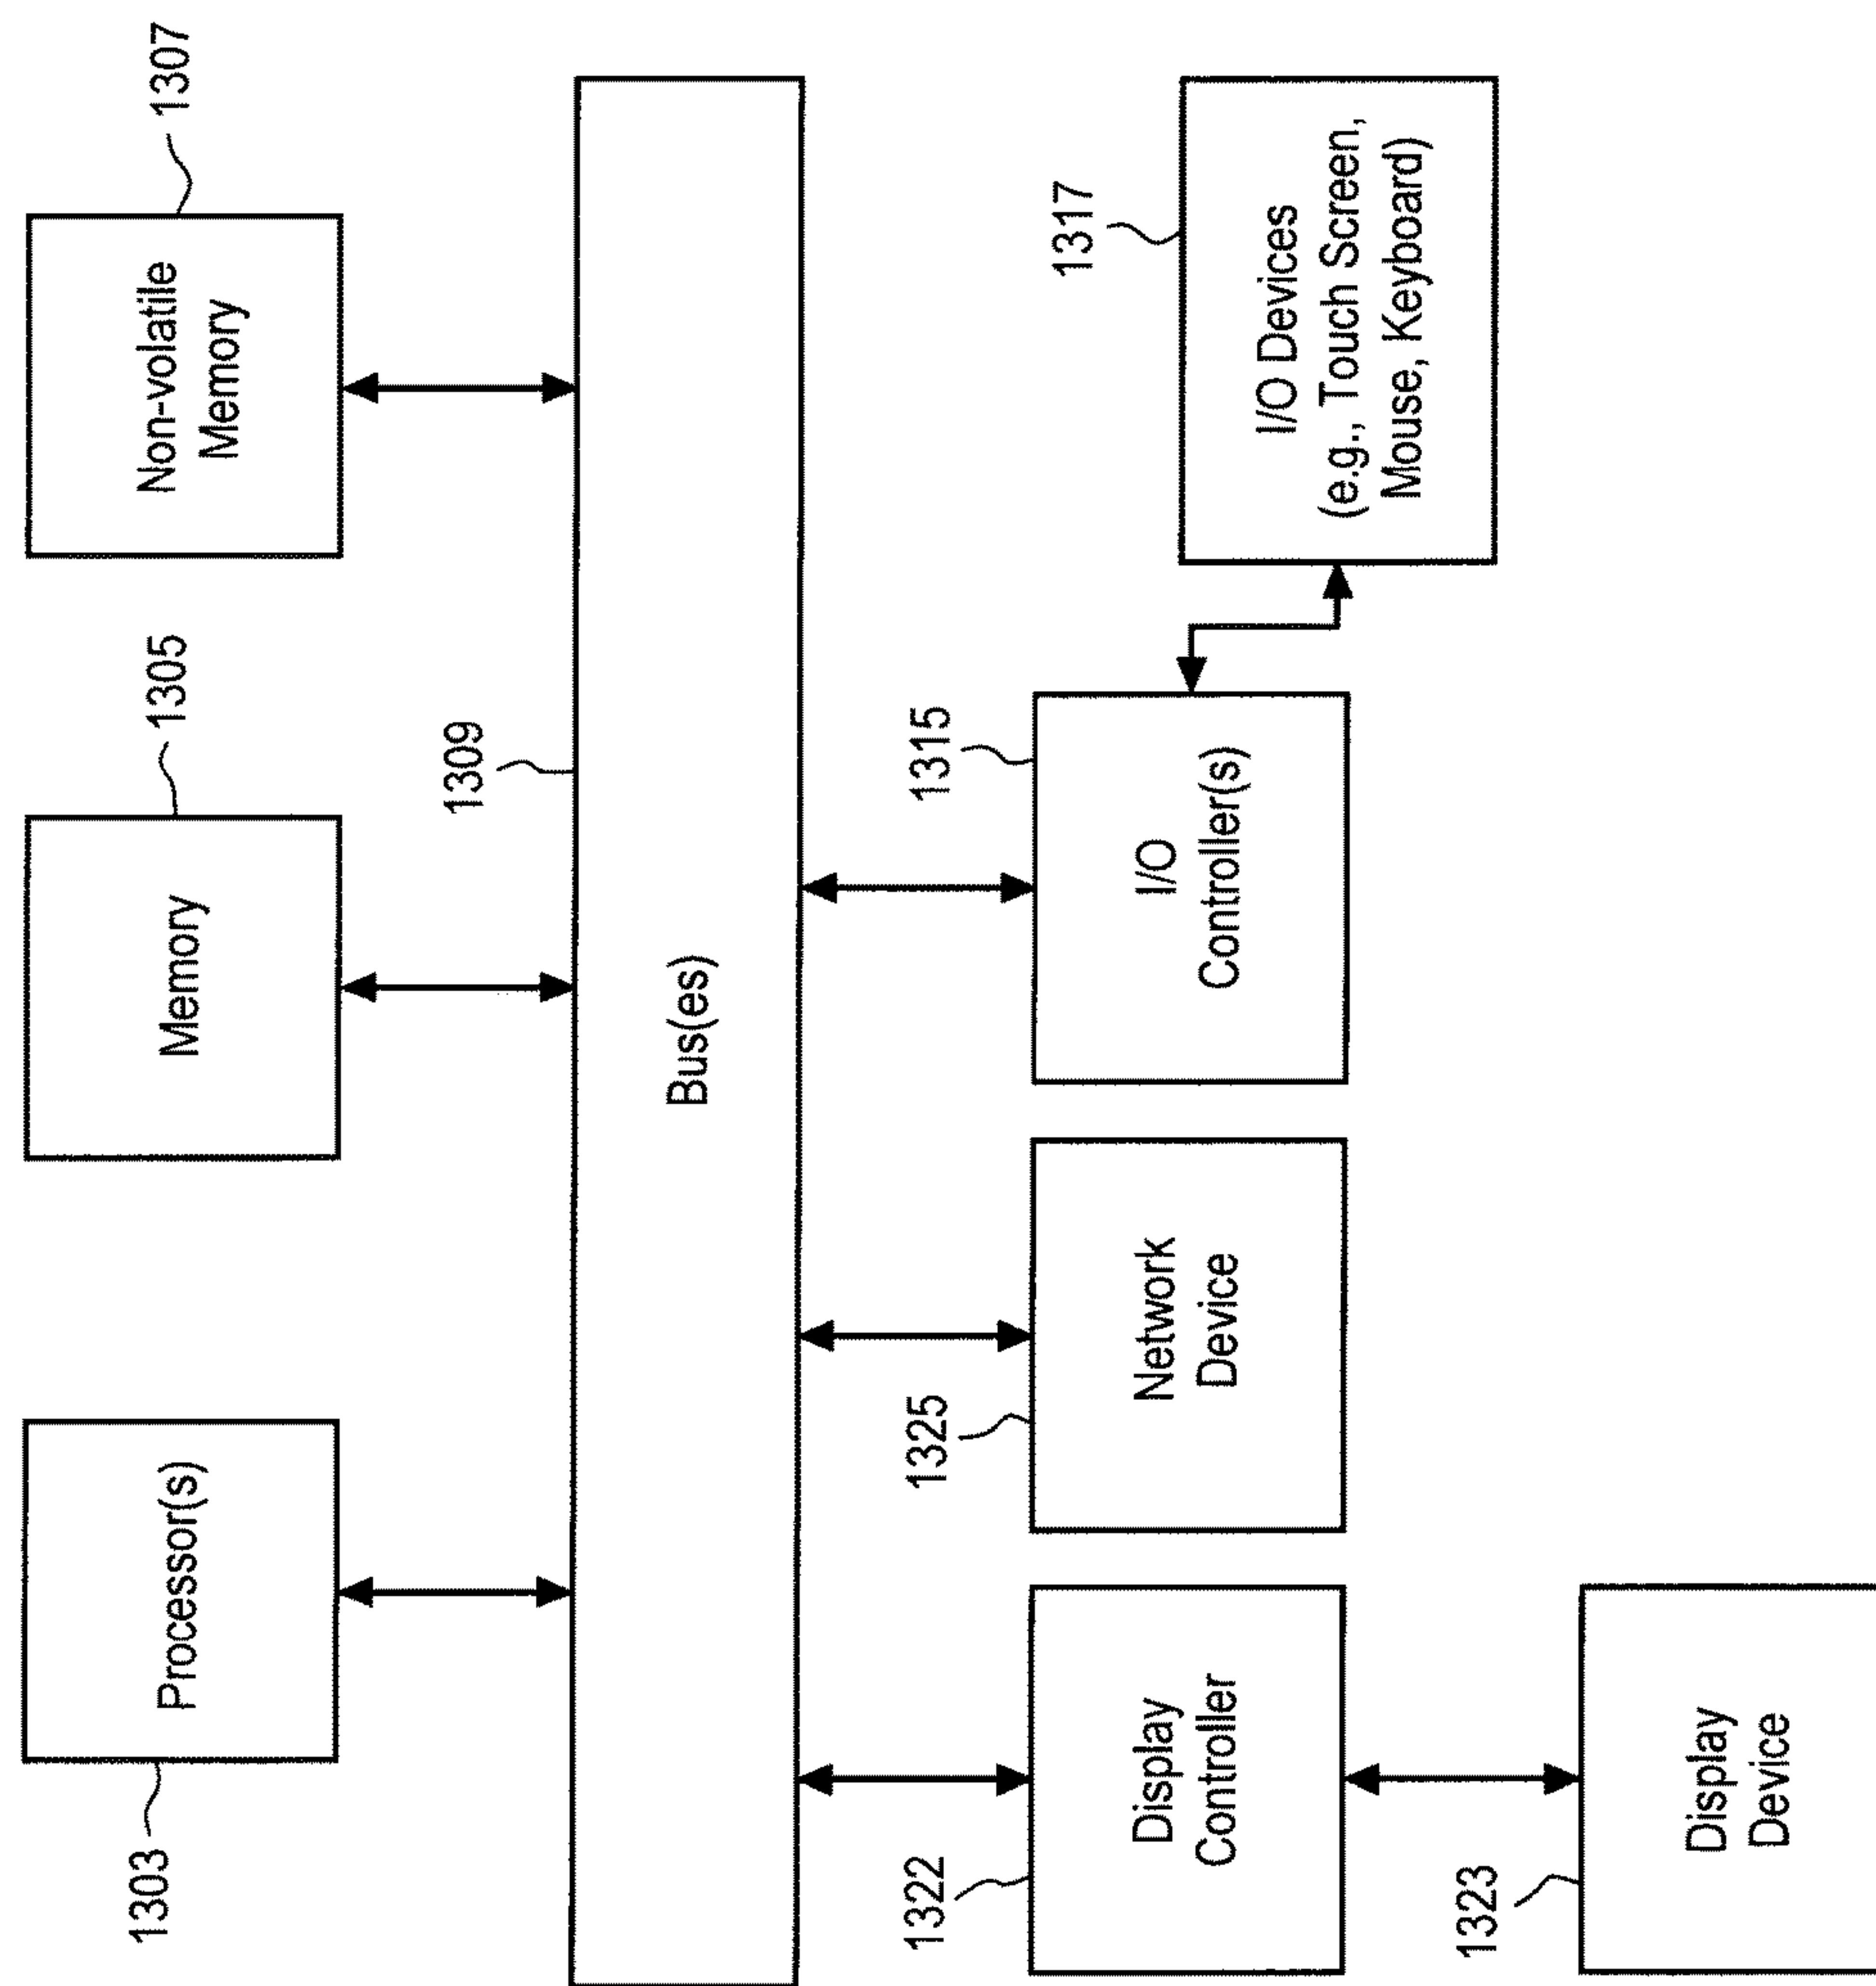 1303
Processor(s)
1305
Memory
1307
Non-volatile
Memory
1309
Bus(es)
1322
Display
Controller
1325
Network
Device
1315
I/O
Controller(s)
1317
I/O Devices
(e.g., Touch Screen,
Mouse, Keyboard)
1323
Display
Device